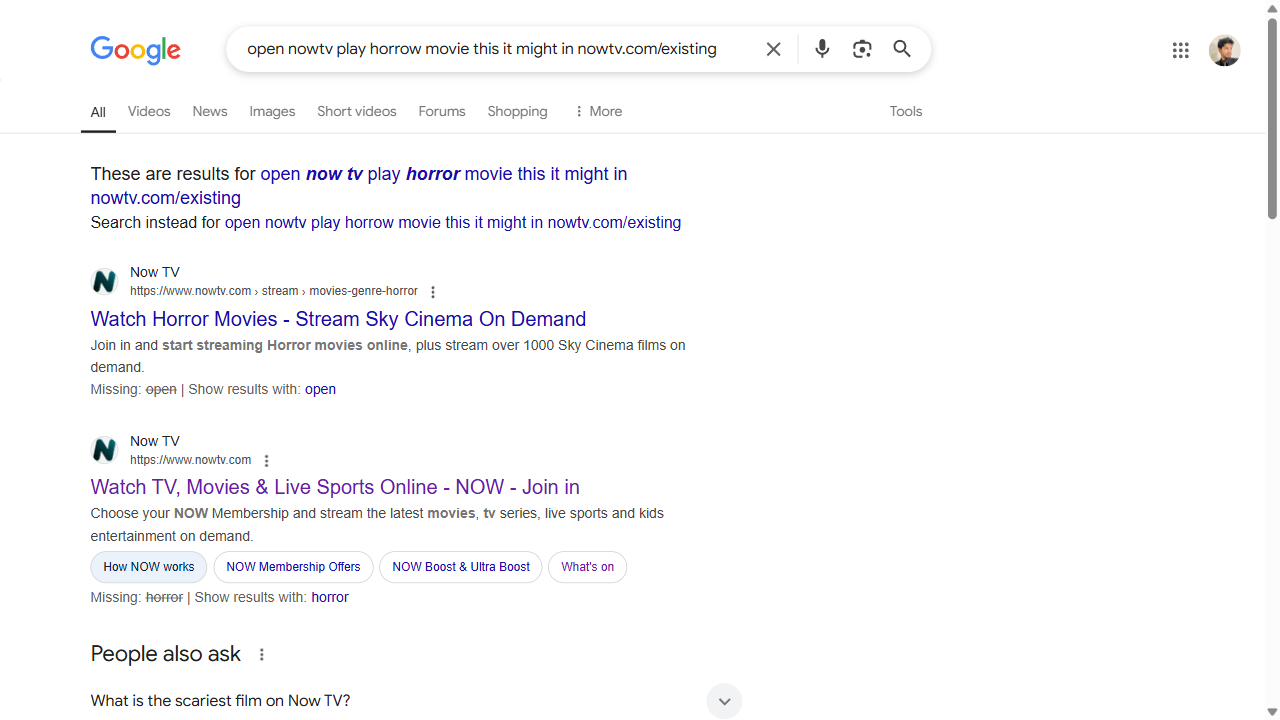 Google
open nowtv play horrow movie this it might in nowtv.com/existing
All Videos News Images Short videos Forums Shopping More Tools
These are results for open now tv play horror movie this it might in
nowtv.com/existing
Search instead for open nowtv play horrow movie this it might in nowtv.com/existing
Now TV
https://www.nowtv.com › stream › movies-genre-horror
Watch Horror Movies - Stream Sky Cinema On Demand
Join in and start streaming Horror movies online, plus stream over 1000 Sky Cinema films on
demand.
Missing: open | Show results with: open
Now TV
https://www.nowtv.com
Watch TV, Movies & Live Sports Online - NOW - Join in
Choose your NOW Membership and stream the latest movies, tv series, live sports and kids
entertainment on demand.
How NOW works NOW Membership Offers NOW Boost & Ultra Boost What's on
Missing: horror | Show results with: horror
People also ask
What is the scariest film on Now TV?